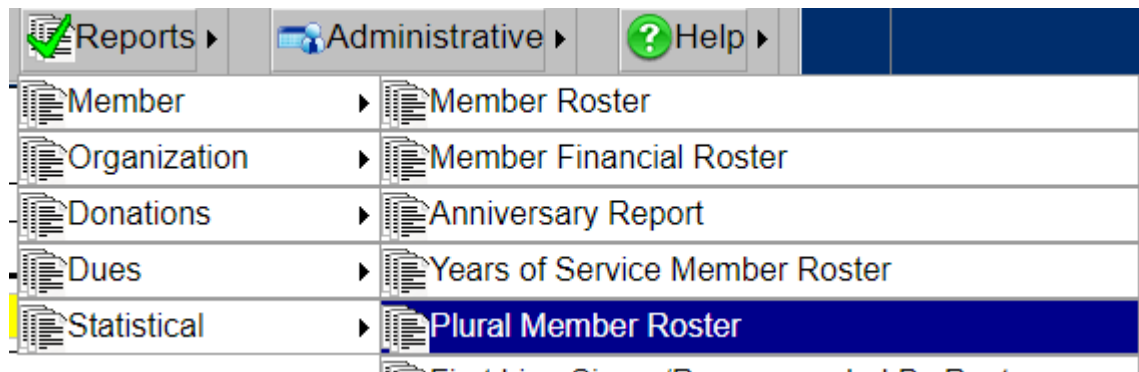 Reports Administrative Help
Member
Organization
Donations
Dues
Statistical
Member Roster
Member Financial Roster
Anniversary Report
Years of Service Member Roster
Plural Member Roster